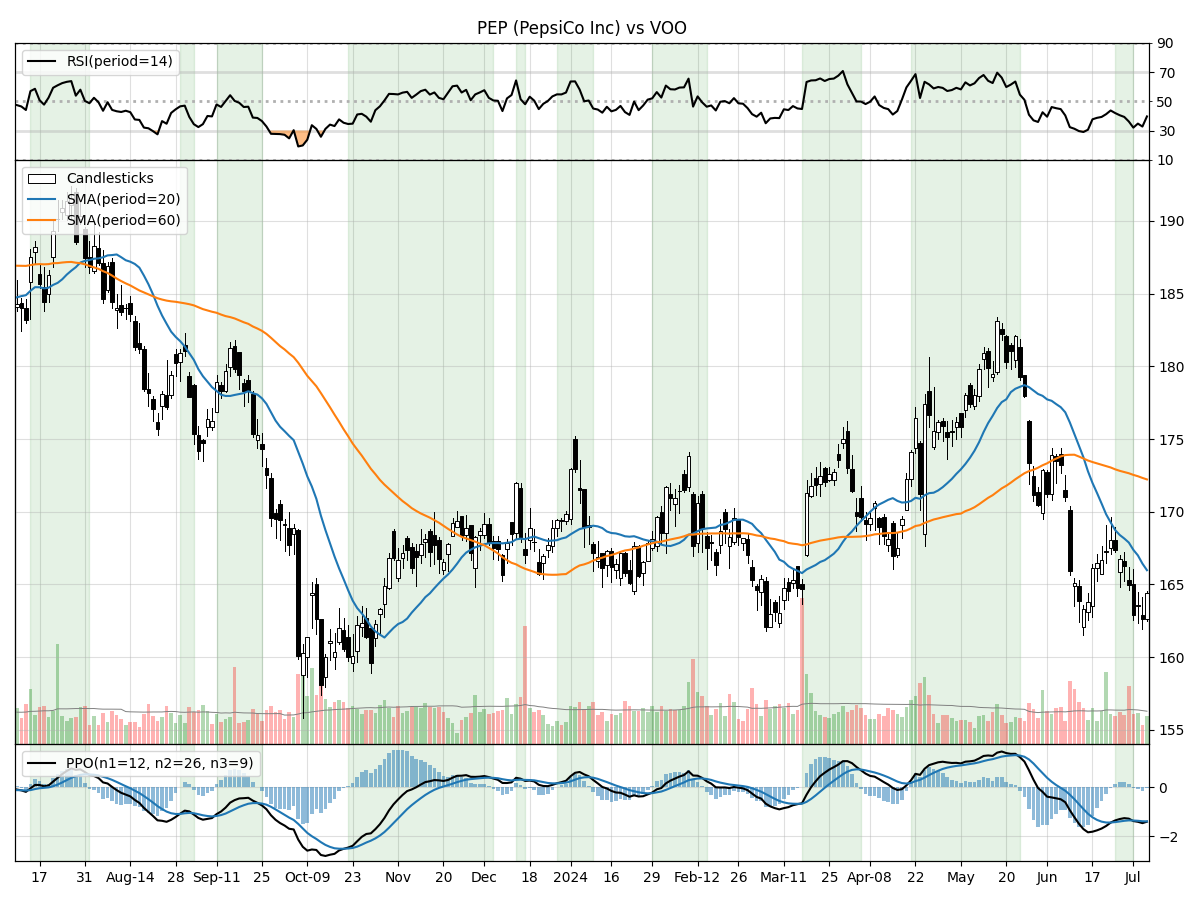 PEP (PepsiCo Inc) vs VOO
RSI(period=14)
90
70
50
30
10
Candlesticks
SMA(period=20)
SMA(period=60)
190
185
180
175
170
165
160
155
PPO(n1=12, n2=26, n3=9)
0
−2
17 31 Aug-14 28 Sep-11 25 Oct-09 23 Nov 20 Dec 18 2024 16 29 Feb-12 26 Mar-11 25 Apr-08 22 May 20 Jun 17 Jul